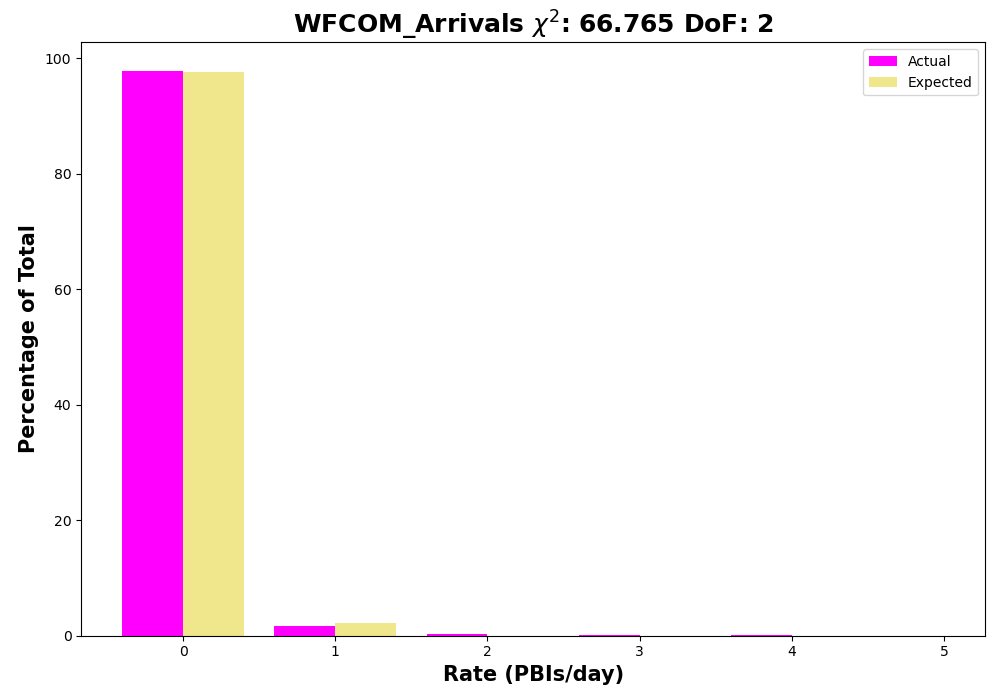 WFCOM_Arrivals χ²: 66.765 DoF: 2
Actual
Expected
Percentage of Total
100
80
60
40
20
0
0 1 2 3 4 5
Rate (PBIs/day)